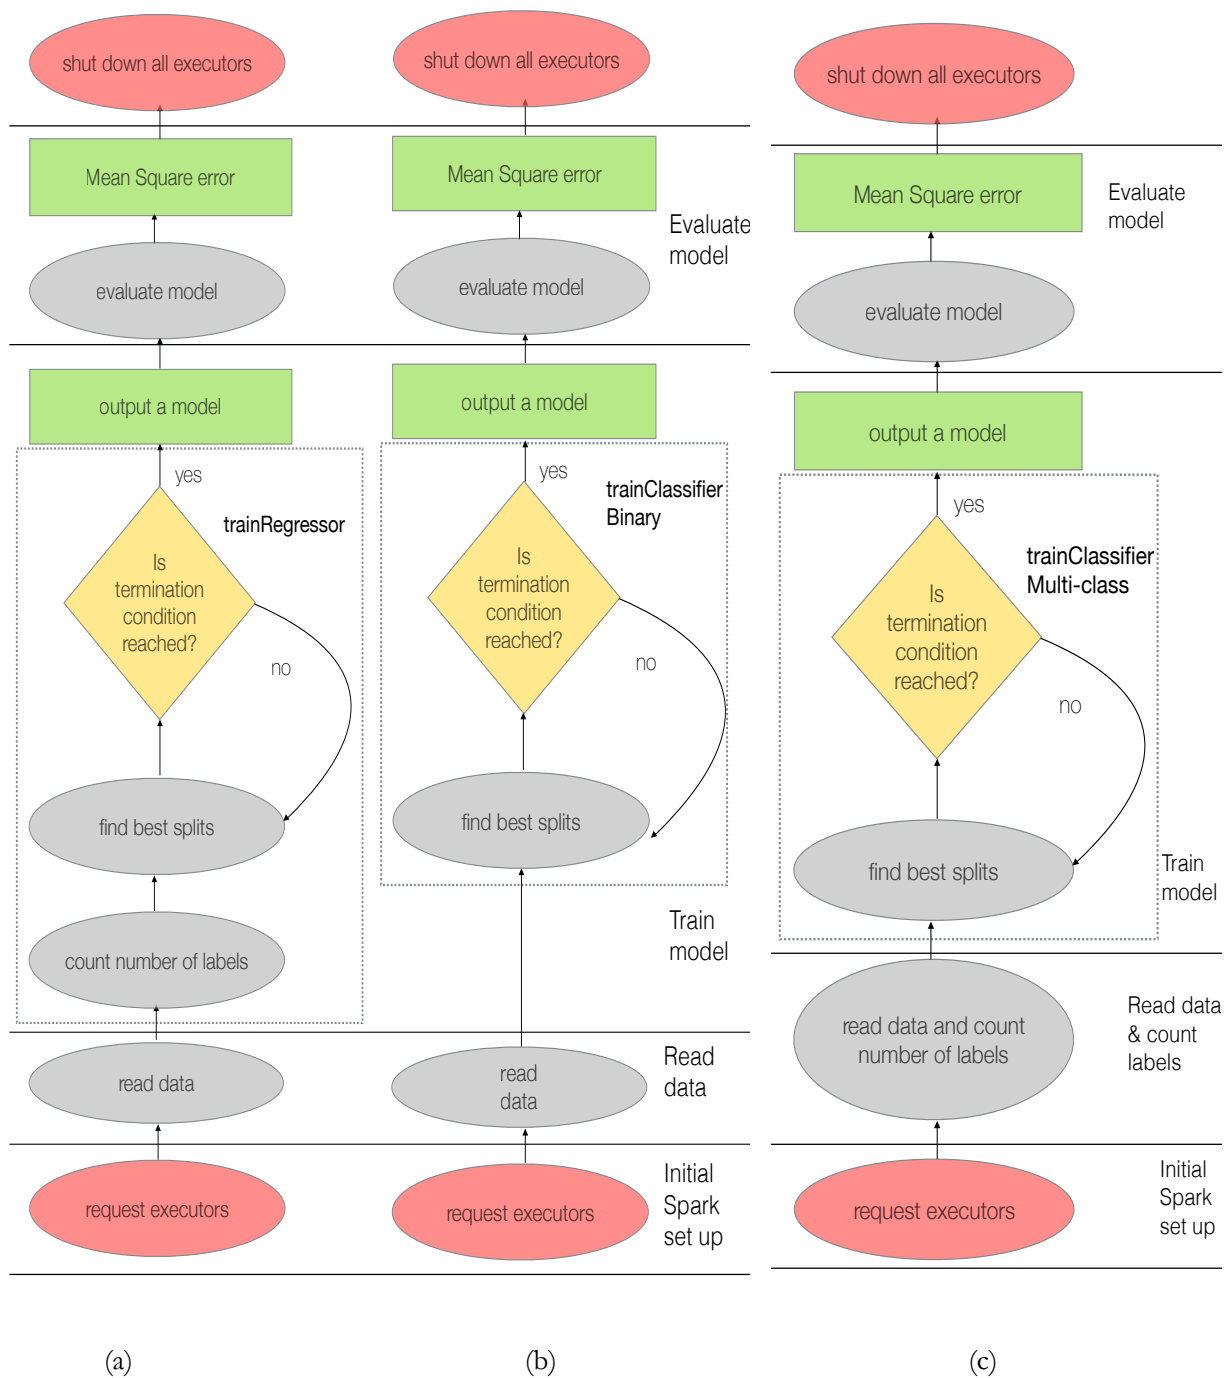 shut down all executors
Mean Square error
evaluate model
output a model
yes
trainRegressor
Is
termination
condition
reached?
no
find best splits
count number of labels
read data
request executors
(a)
shut down all executors
Mean Square error
Evaluate
model
evaluate model
output a model
yes
trainClassifier
Binary
Is
termination
condition
reached?
no
find best splits
Train
model
Read
data
read
data
Initial
Spark
set up
request executors
(b)
shut down all executors
Mean Square error
Evaluate
model
evaluate model
output a model
yes
trainClassifier
Multi-class
Is
termination
condition
reached?
no
find best splits
Train
model
read data and count
number of labels
Read data
& count
labels
request executors
Initial
Spark
set up
(c)